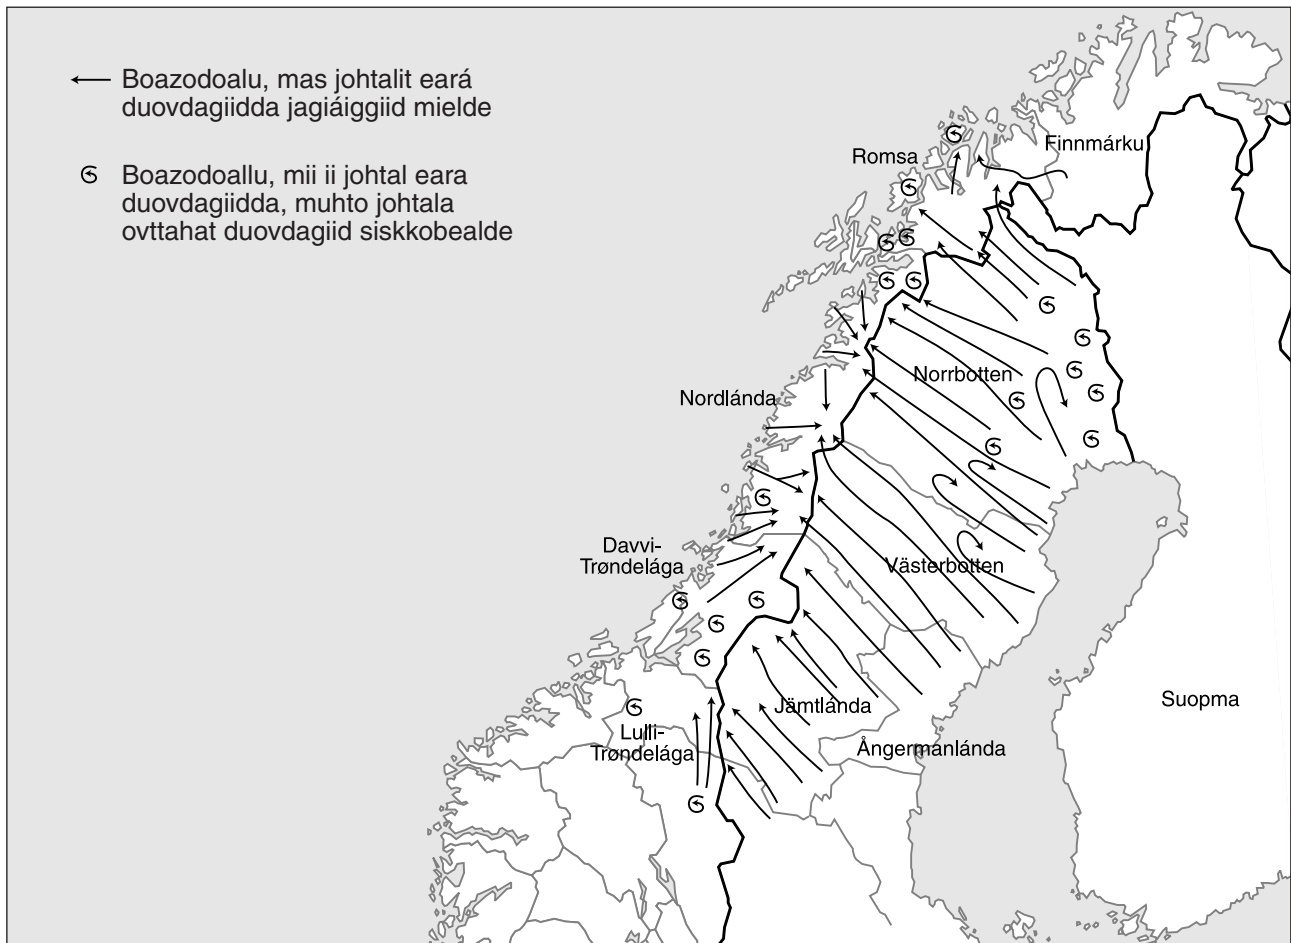 Boazodoalu, mas johtalit eará
duovdagiidda jagiáiggiid mielde
Boazodoallu, mii ii johtal eara
duovdagiidda, muhto johtala
ovttahat duovdagiid siskkobealde
Finnmárku
Romsa
Norrbotten
Nordlánda
Davvi-
Trøndelága
Västerbotten
Suopma
Jämtlánda
Lulli-
Trøndelága
Ångermanlánda